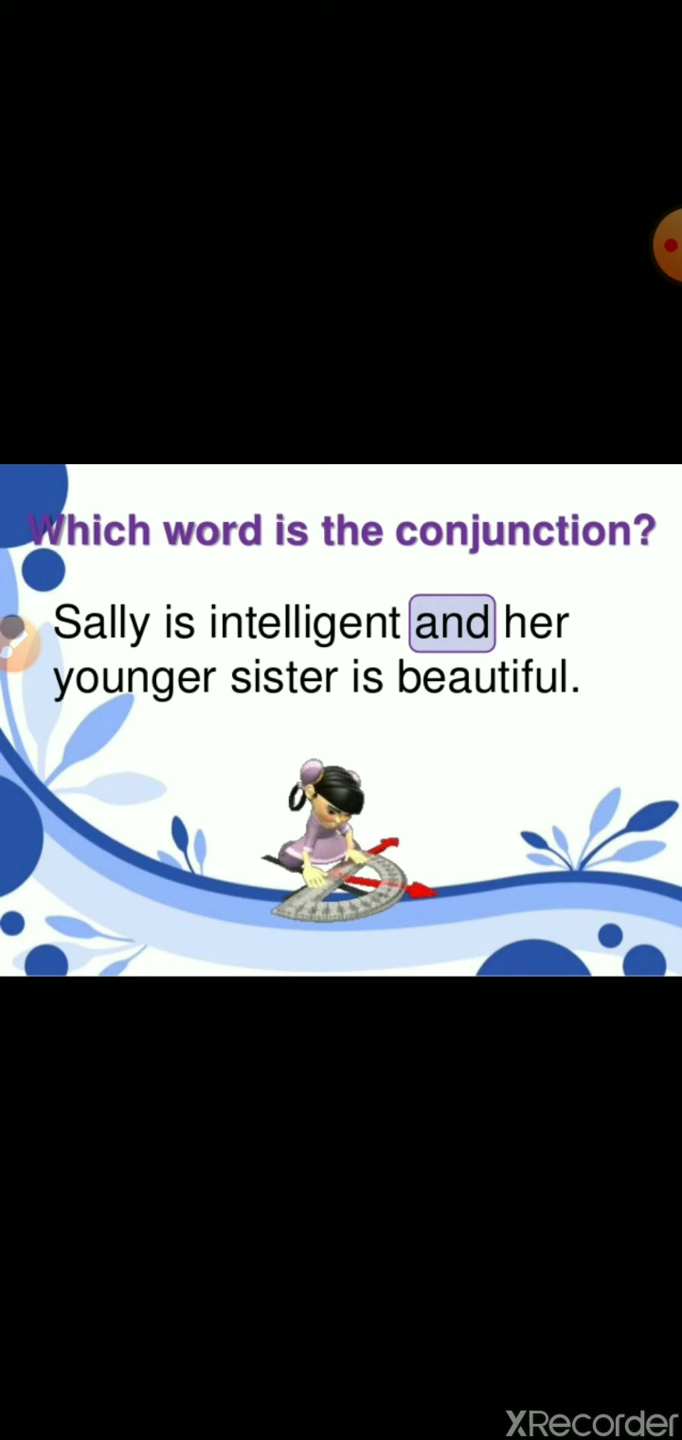 Which word is the conjunction?
Sally is intelligent and her
younger sister is beautiful.
XRecorder